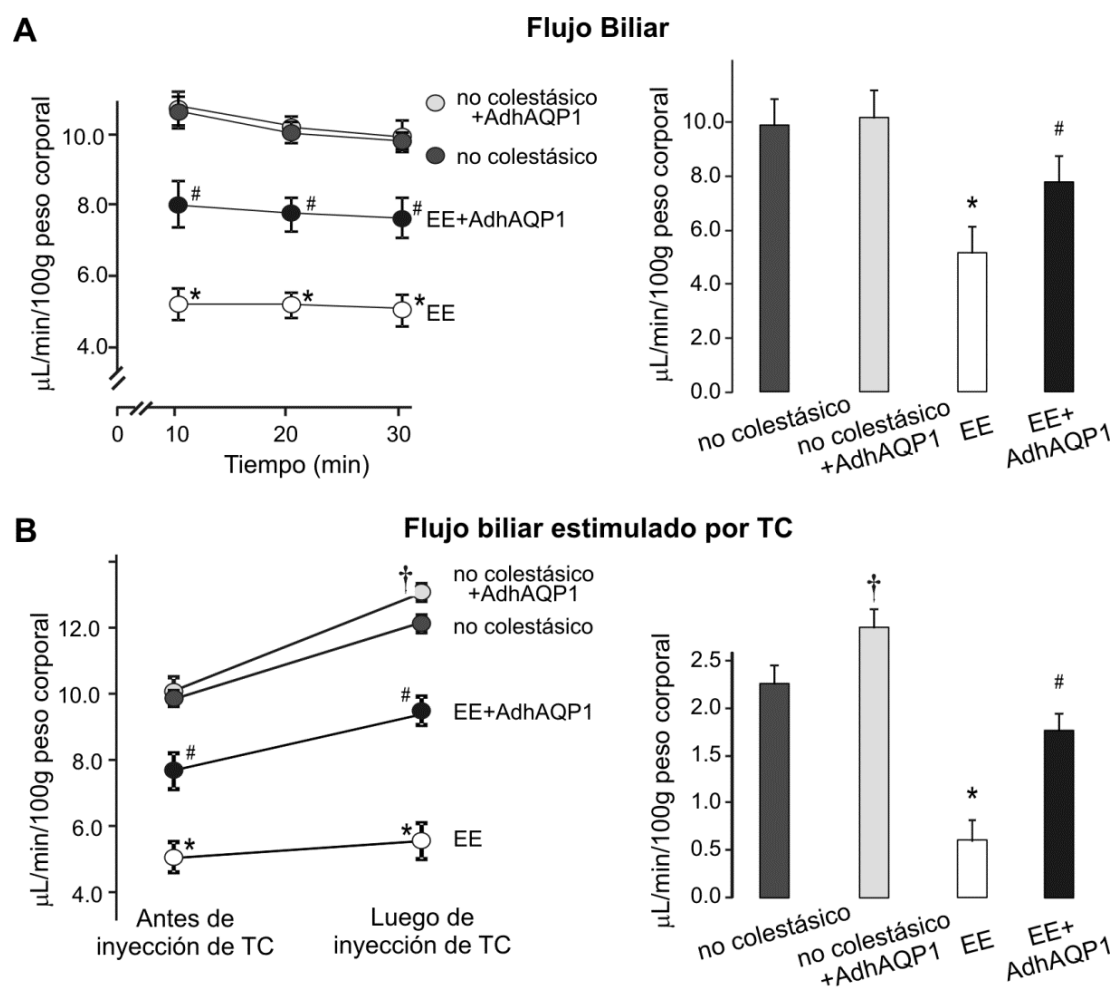 A
Flujo Biliar
µL/min/100g peso corporal
10.0
8.0
6.0
4.0
0
10
20
30
Tiempo (min)
no colestásico
+AdhAQP1
no colestásico
# # #
EE+AdhAQP1
* * *
EE
µL/min/100g peso corporal
10.0
8.0
6.0
4.0
2.0
0.0
*
#
no colestásico
no colestásico
+AdhAQP1
EE
EE+
AdhAQP1
B
Flujo biliar estimulado por TC
µL/min/100g peso corporal
12.0
10.0
8.0
6.0
4.0
†
no colestásico
+AdhAQP1
no colestásico
# #
EE+AdhAQP1
* *
EE
Antes de
inyección de TC
Luego de
inyección de TC
µL/min/100g peso corporal
2.5
2.0
1.5
1.0
0.5
0.0
†
*
#
no colestásico
no colestásico
+AdhAQP1
EE
EE+
AdhAQP1